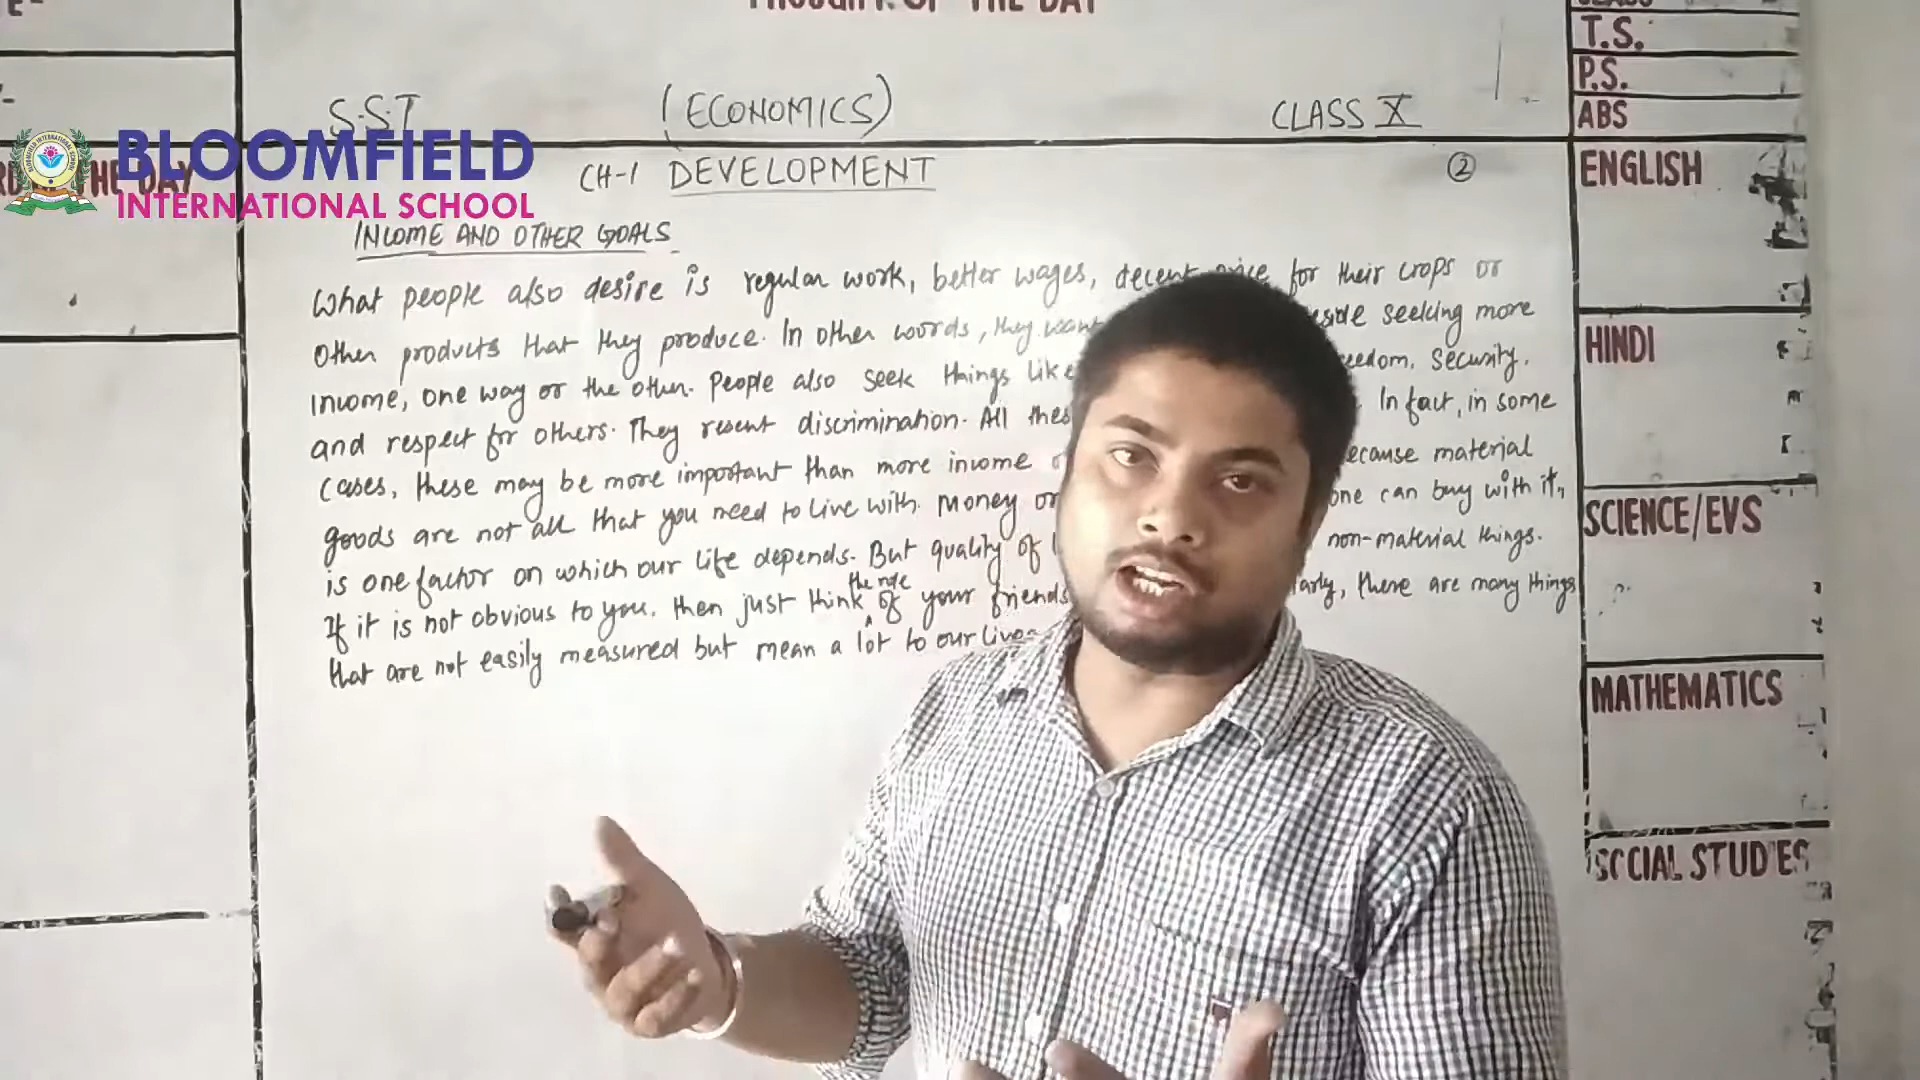 THOUGHT OF THE DAY
T.S.
P.S.
ABS
S.S.T (ECONOMICS) CLASS X
BLOOMFIELD
INTERNATIONAL SCHOOL
THE DAY
CH-1 DEVELOPMENT ②
INCOME AND OTHER GOALS
What people also desire is regular work, better wages, decent price for their crops or
other products that they produce. In other words, they want seeking more
income, one way or the other. People also seek things like freedom, security,
and respect for others. They resent discrimination. All these In fact, in some
cases, these may be more important than more income because material
goods are not all that you need to live with. Money or one can buy with it,
is one factor on which our life depends. But quality of non-material things.
If it is not obvious to you, then just think the role of your friends there are many things
that are not easily measured but mean a lot to our lives
ENGLISH
HINDI
SCIENCE/EVS
MATHEMATICS
SOCIAL STUDIES